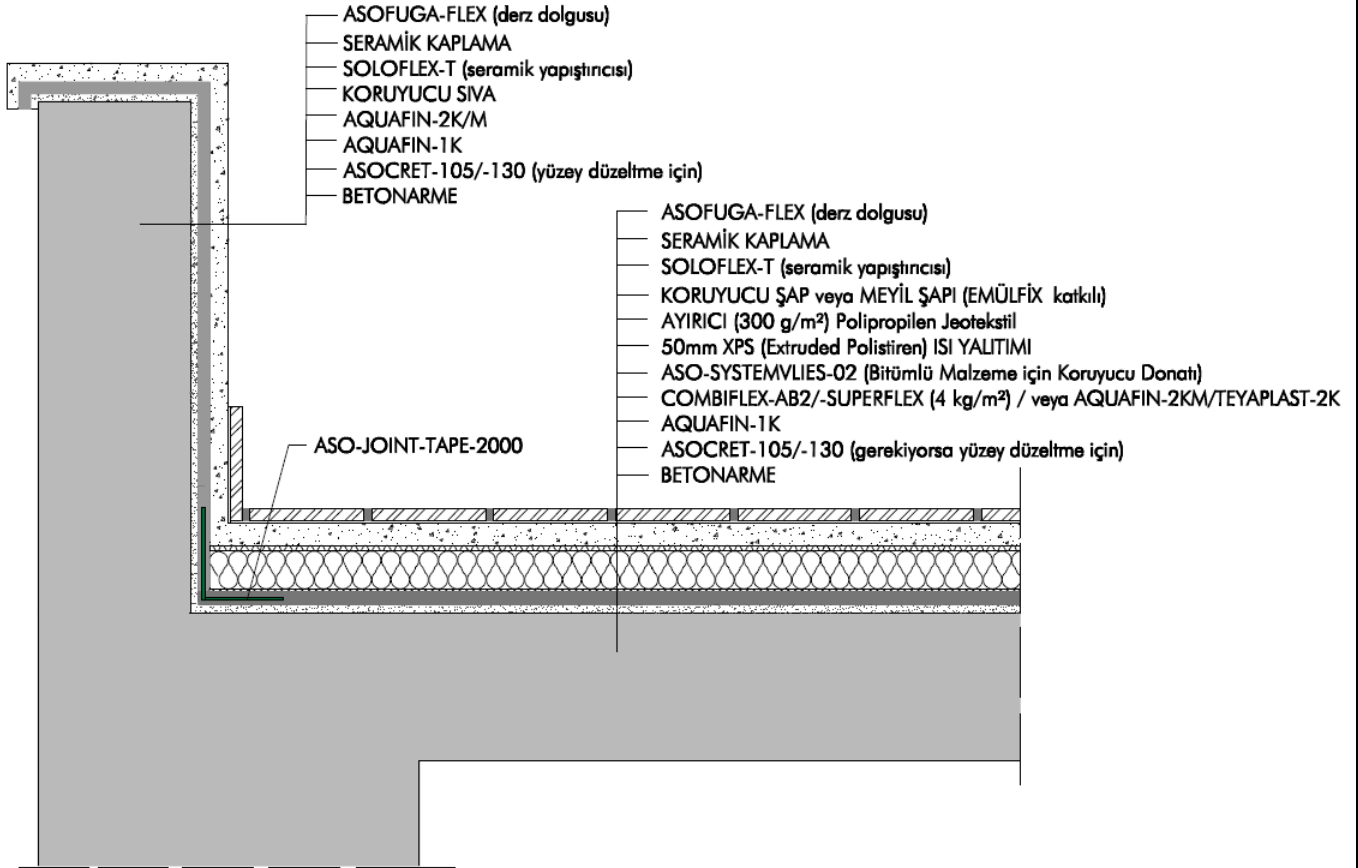 ASOFUGA-FLEX (derz dolgusu)
SERAMİK KAPLAMA
SOLOFLEX-T (seramik yapıştırıcısı)
KORUYUCU SIVA
AQUAFIN-2K/M
AQUAFIN-1K
ASOCRET-105/-130 (yüzey düzeltme için)
BETONARME
ASOFUGA-FLEX (derz dolgusu)
SERAMİK KAPLAMA
SOLOFLEX-T (seramik yapıştırıcısı)
KORUYUCU ŞAP veya MEYİL ŞAPI (EMÜLFİX katkılı)
AYIRICI (300 g/m²) Polipropilen Jeotekstil
50mm XPS (Extruded Polistiren) ISI YALITIMI
ASO-SYSTEMVLIES-02 (Bitümlü Malzeme için Koruyucu Donatı)
COMBIFLEX-AB2/-SUPERFLEX (4 kg/m²) / veya AQUAFIN-2KM/TEYAPLAST-2K
AQUAFIN-1K
ASOCRET-105/-130 (gerekiyorsa yüzey düzeltme için)
BETONARME
ASO-JOINT-TAPE-2000